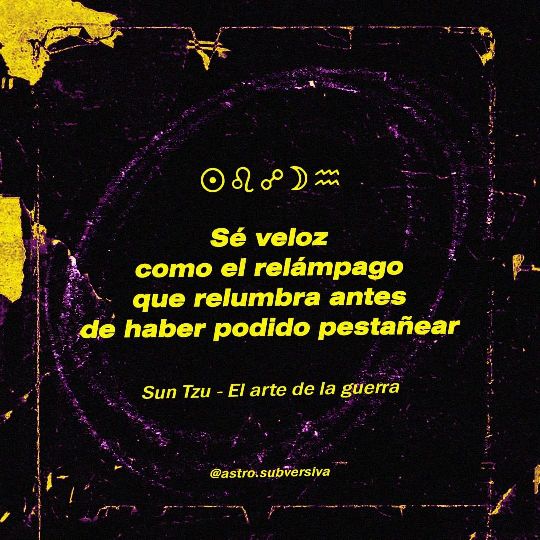 ☉♌☍☽♒
Sé veloz
como el relámpago
que relumbra antes
de haber podido pestañear
Sun Tzu - El arte de la guerra
@astro.subversiva